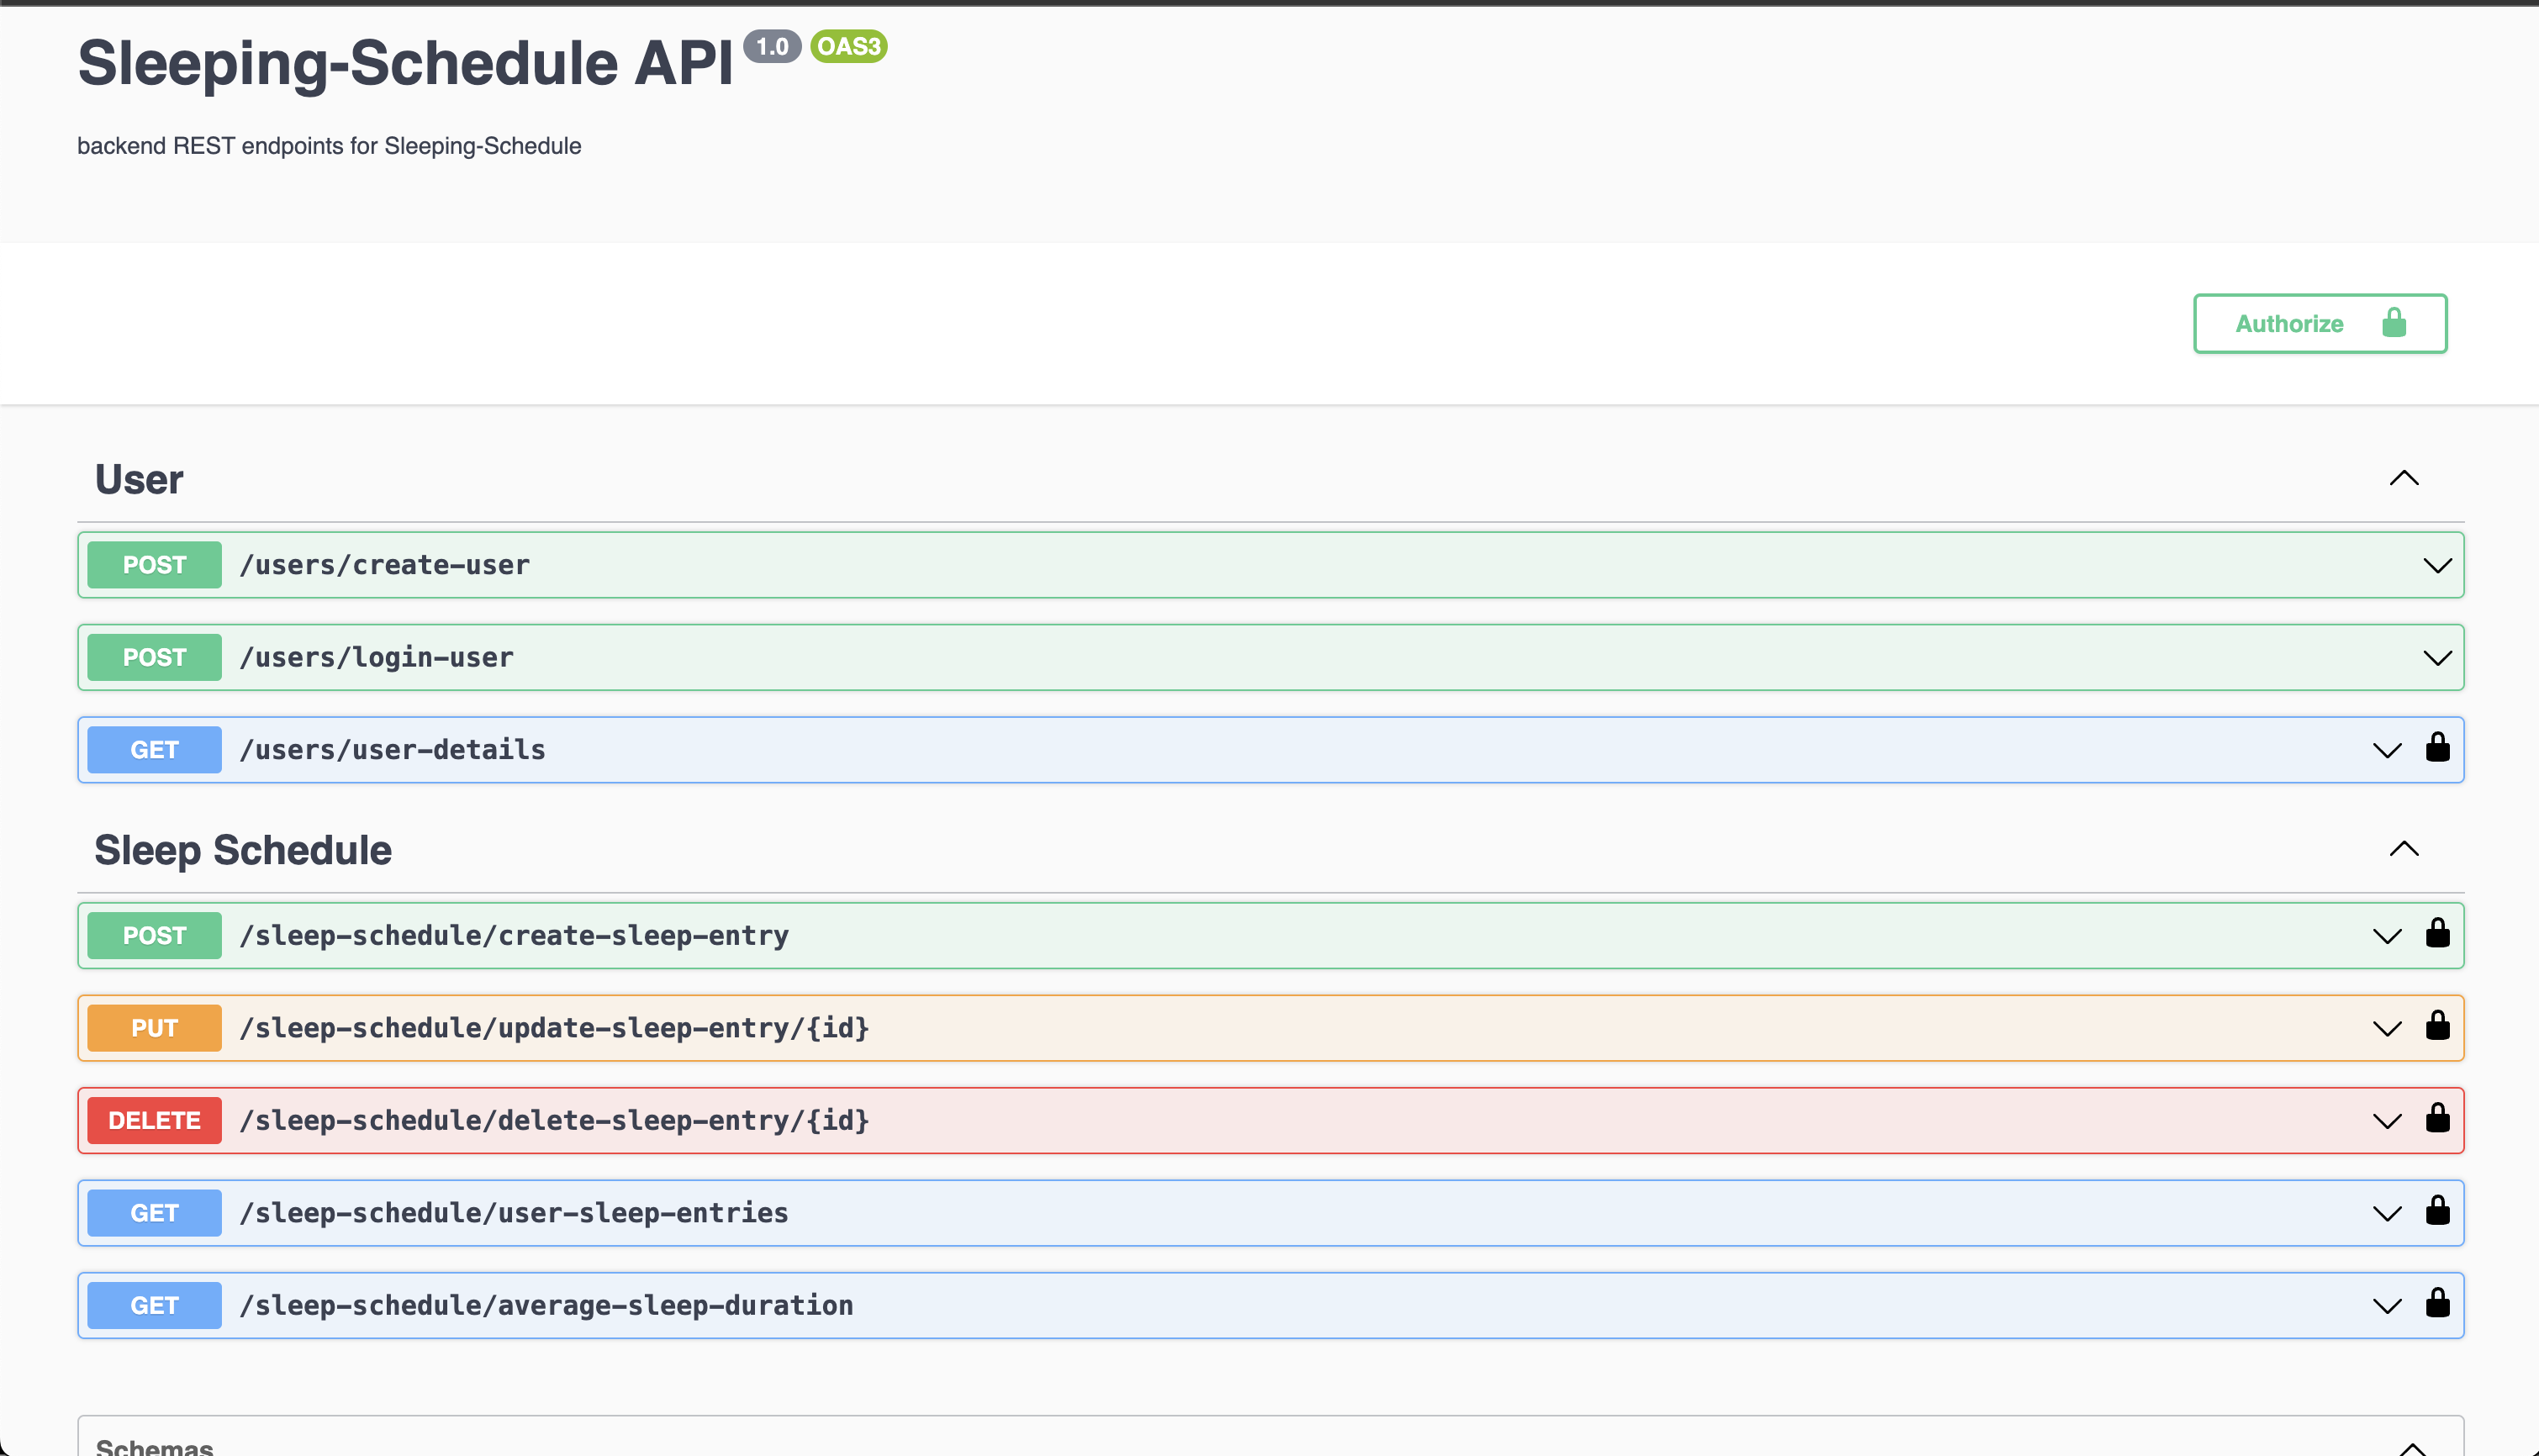 Sleeping-Schedule API 1.0 OAS3
backend REST endpoints for Sleeping-Schedule
Authorize
User
POST /users/create-user
POST /users/login-user
GET /users/user-details
Sleep Schedule
POST /sleep-schedule/create-sleep-entry
PUT /sleep-schedule/update-sleep-entry/{id}
DELETE /sleep-schedule/delete-sleep-entry/{id}
GET /sleep-schedule/user-sleep-entries
GET /sleep-schedule/average-sleep-duration
Schemas